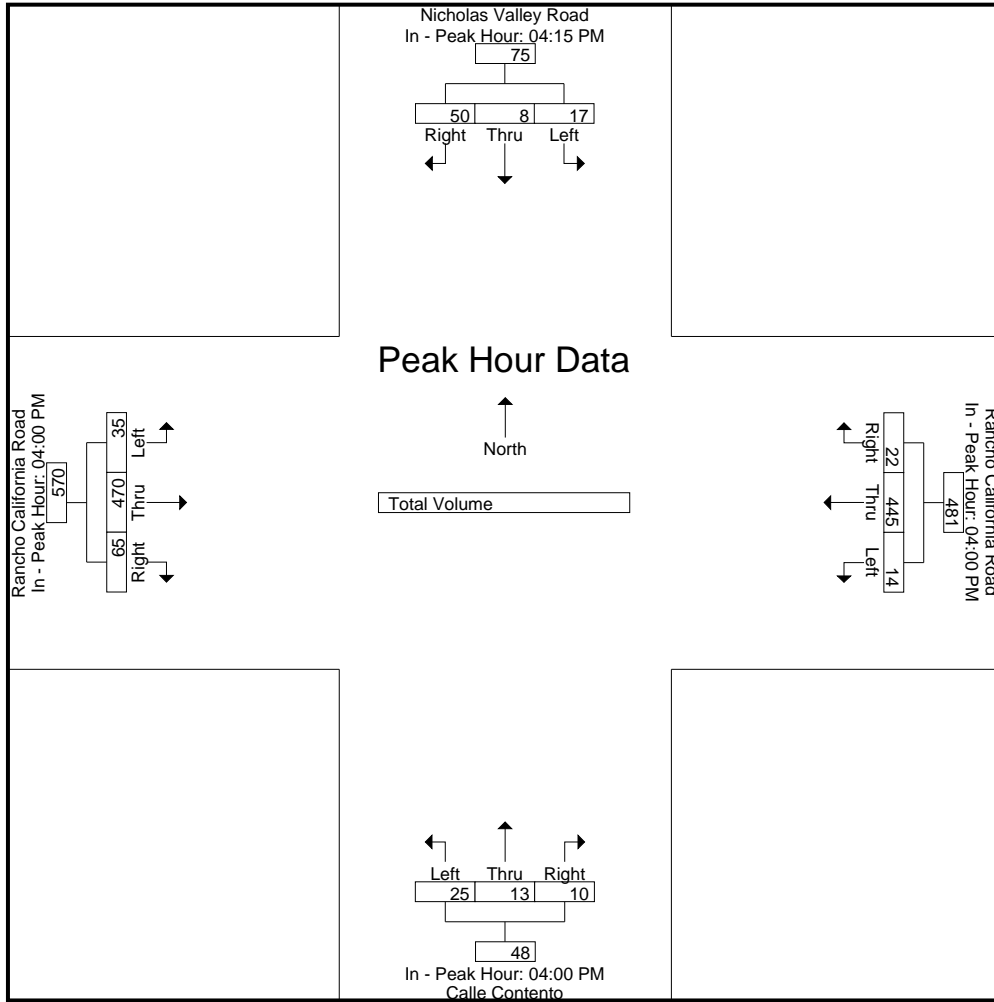 Nicholas Valley Road
In - Peak Hour: 04:15 PM
75
50 8 17
Right Thru Left
Peak Hour Data
North
Total Volume
Rancho California Road
In - Peak Hour: 04:00 PM
570
35 470 65
Left Thru Right
Right Thru Left
22 445 14
481
In - Peak Hour: 04:00 PM
Rancho California Road
Left Thru Right
25 13 10
48
In - Peak Hour: 04:00 PM
Calle Contento